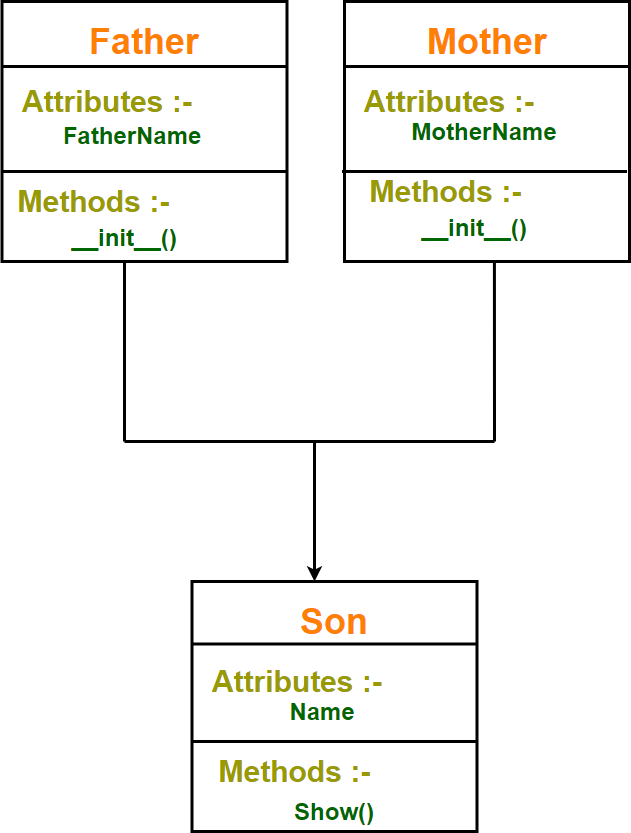 Father
Attributes :-
FatherName
Methods :-
__init__()
Mother
Attributes :-
MotherName
Methods :-
__init__()
Son
Attributes :-
Name
Methods :-
Show()